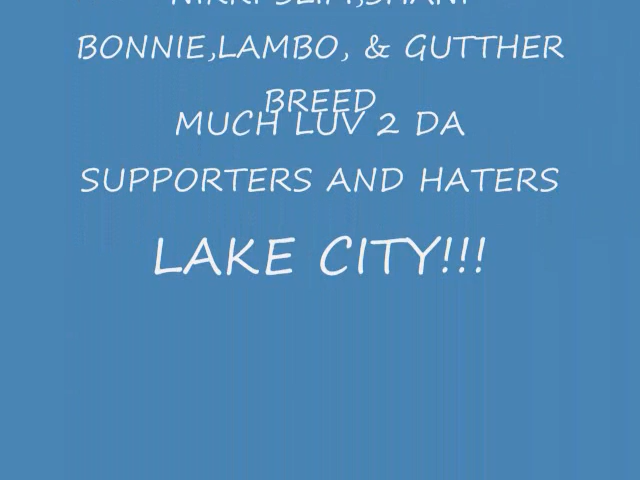 BONNIE,LAMBO, & GUTTHER
BREED
MUCH LUV 2 DA
SUPPORTERS AND HATERS
LAKE CITY!!!